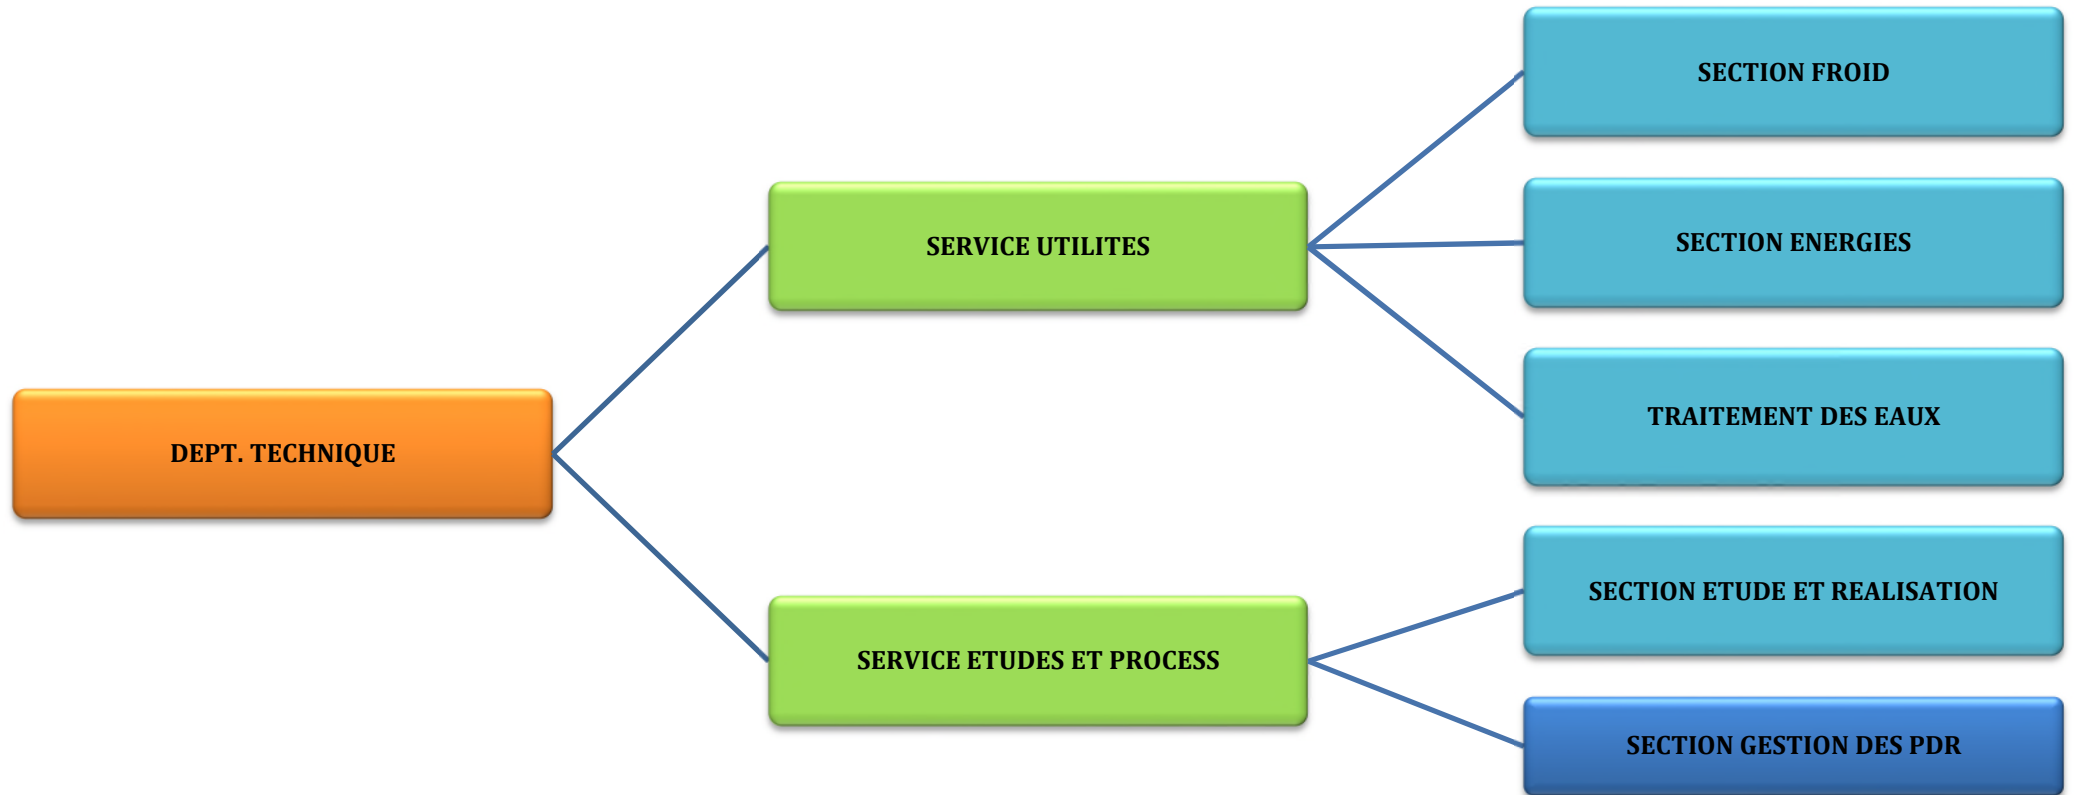 DEPT. TECHNIQUE
SERVICE UTILITES
SECTION FROID
SECTION ENERGIES
TRAITEMENT DES EAUX
SERVICE ETUDES ET PROCESS
SECTION ETUDE ET REALISATION
SECTION GESTION DES PDR